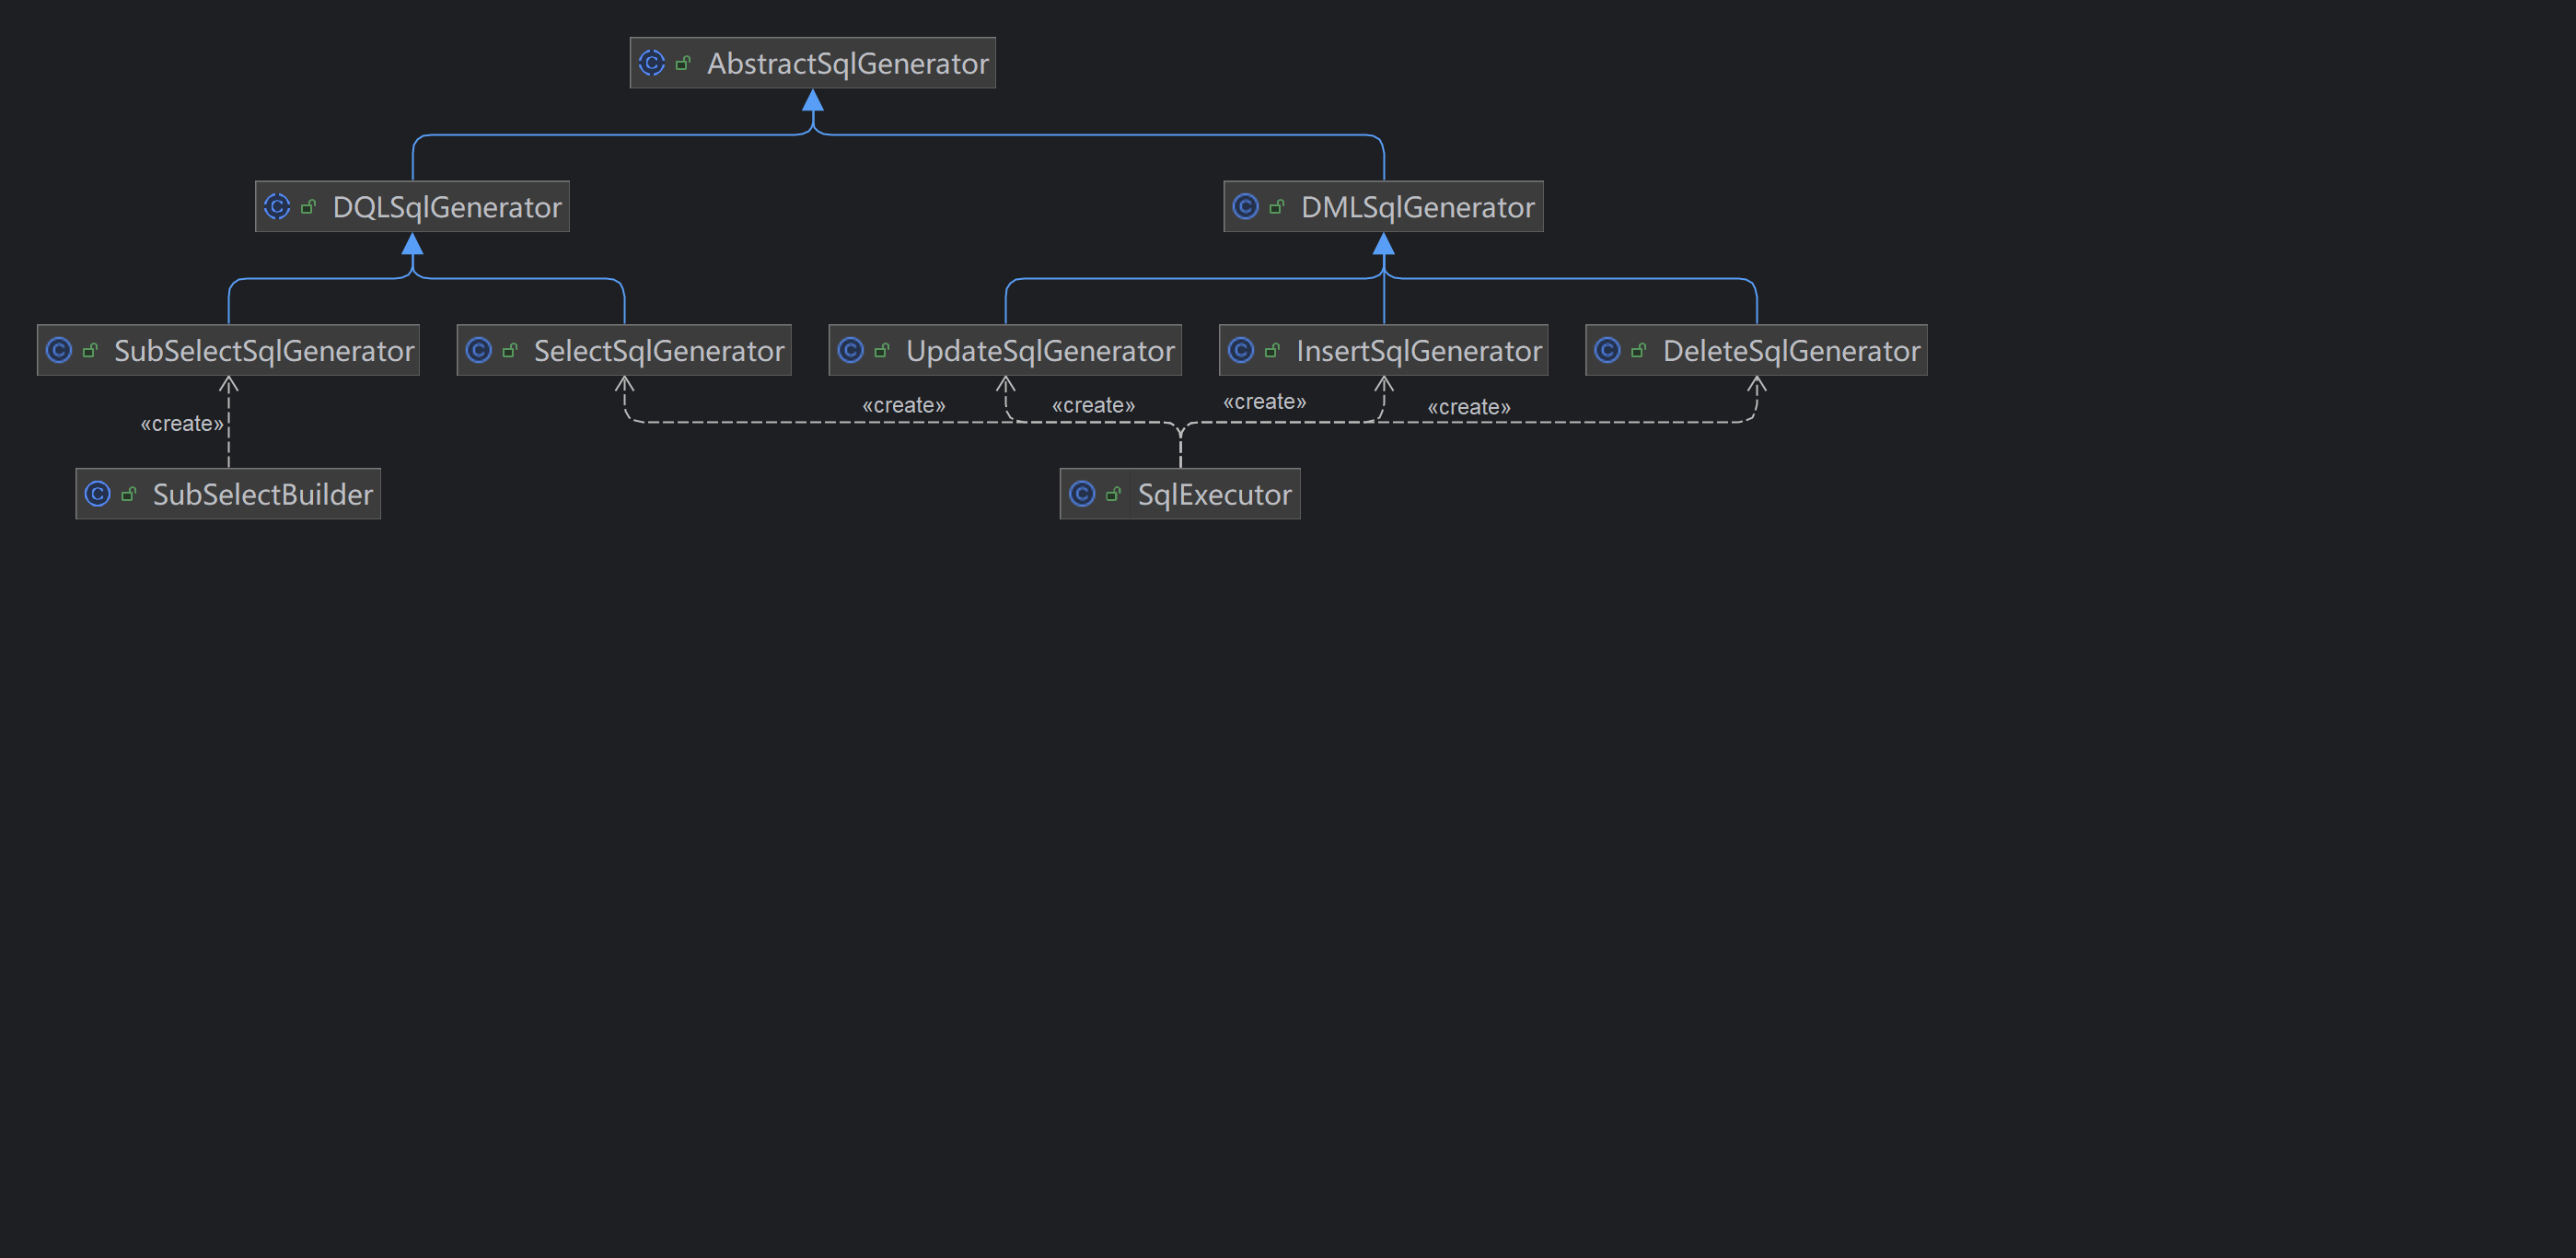 AbstractSqlGenerator
DQLSqlGenerator
DMLSqlGenerator
SubSelectSqlGenerator
SelectSqlGenerator
UpdateSqlGenerator
InsertSqlGenerator
DeleteSqlGenerator
«create»
«create»
«create»
«create»
«create»
SubSelectBuilder
SqlExecutor